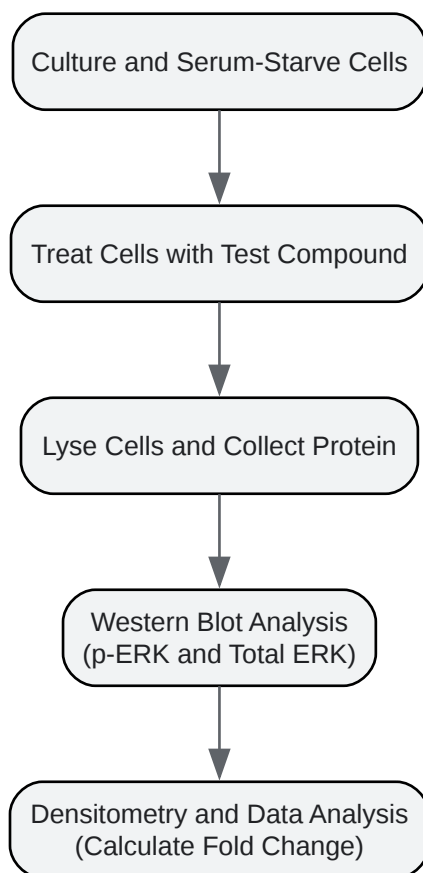 Culture and Serum-Starve Cells
Treat Cells with Test Compound
Lyse Cells and Collect Protein
Western Blot Analysis
(p-ERK and Total ERK)
Densitometry and Data Analysis
(Calculate Fold Change)